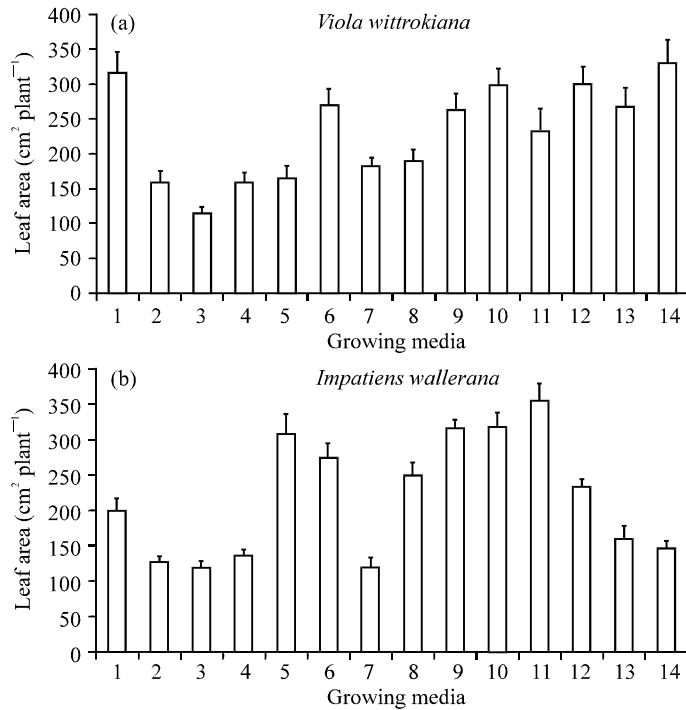 (a) Viola wittrokiana
Leaf area (cm² plant⁻¹)
400
350
300
250
200
150
100
50
0
1 2 3 4 5 6 7 8 9 10 11 12 13 14
Growing media
(b) Impatiens wallerana
Leaf area (cm² plant⁻¹)
400
350
300
250
200
150
100
50
0
1 2 3 4 5 6 7 8 9 10 11 12 13 14
Growing media